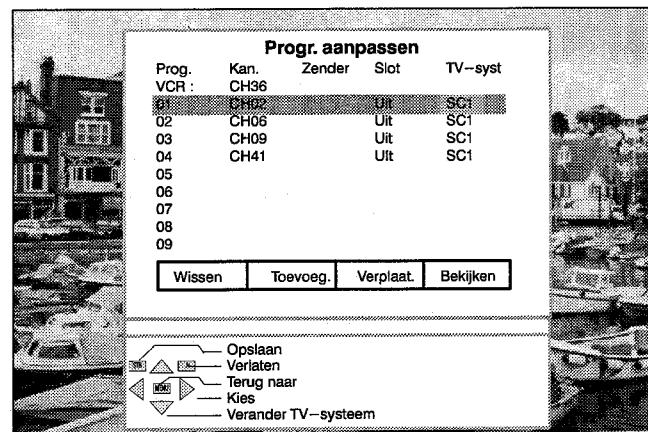 Progr. aanpassen
Prog. Kan. Zender Slot TV-syst
VCR : CH36
01 CH02 Uit SC1
02 CH06 Uit SC1
03 CH09 Uit SC1
04 CH41 Uit SC1
05
06
07
08
09
Wissen Toevoeg. Verplaat. Bekijken
Opslaan
STR
Verlaten
Terug naar
MENU
Kies
Verander TV-systeem